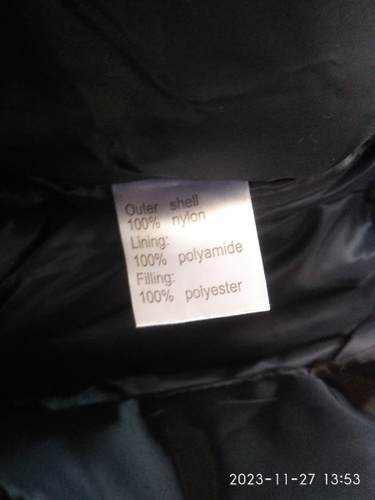 Outer shell
100% nylon
Lining:
100% polyamide
Filling:
100% polyester
2023-11-27 13:53